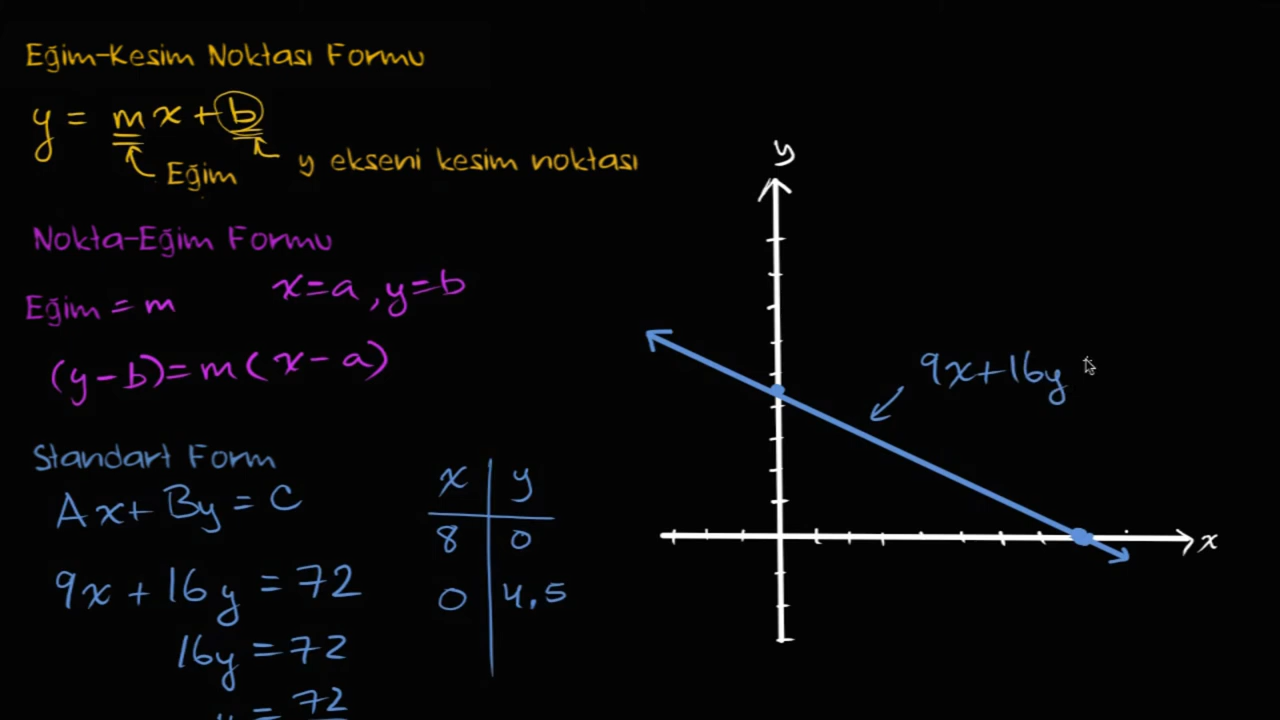 Eğim-Kesim Noktası Formu
y = mx + b
Eğim
y ekseni kesim noktası
Nokta-Eğim Formu
Eğim = m
x=a, y=b
(y-b)=m(x-a)
Standart Form
Ax+By=C
9x+16y=72
16y=72
72
x y
8 0
0 4,5
y
9x+16y
x